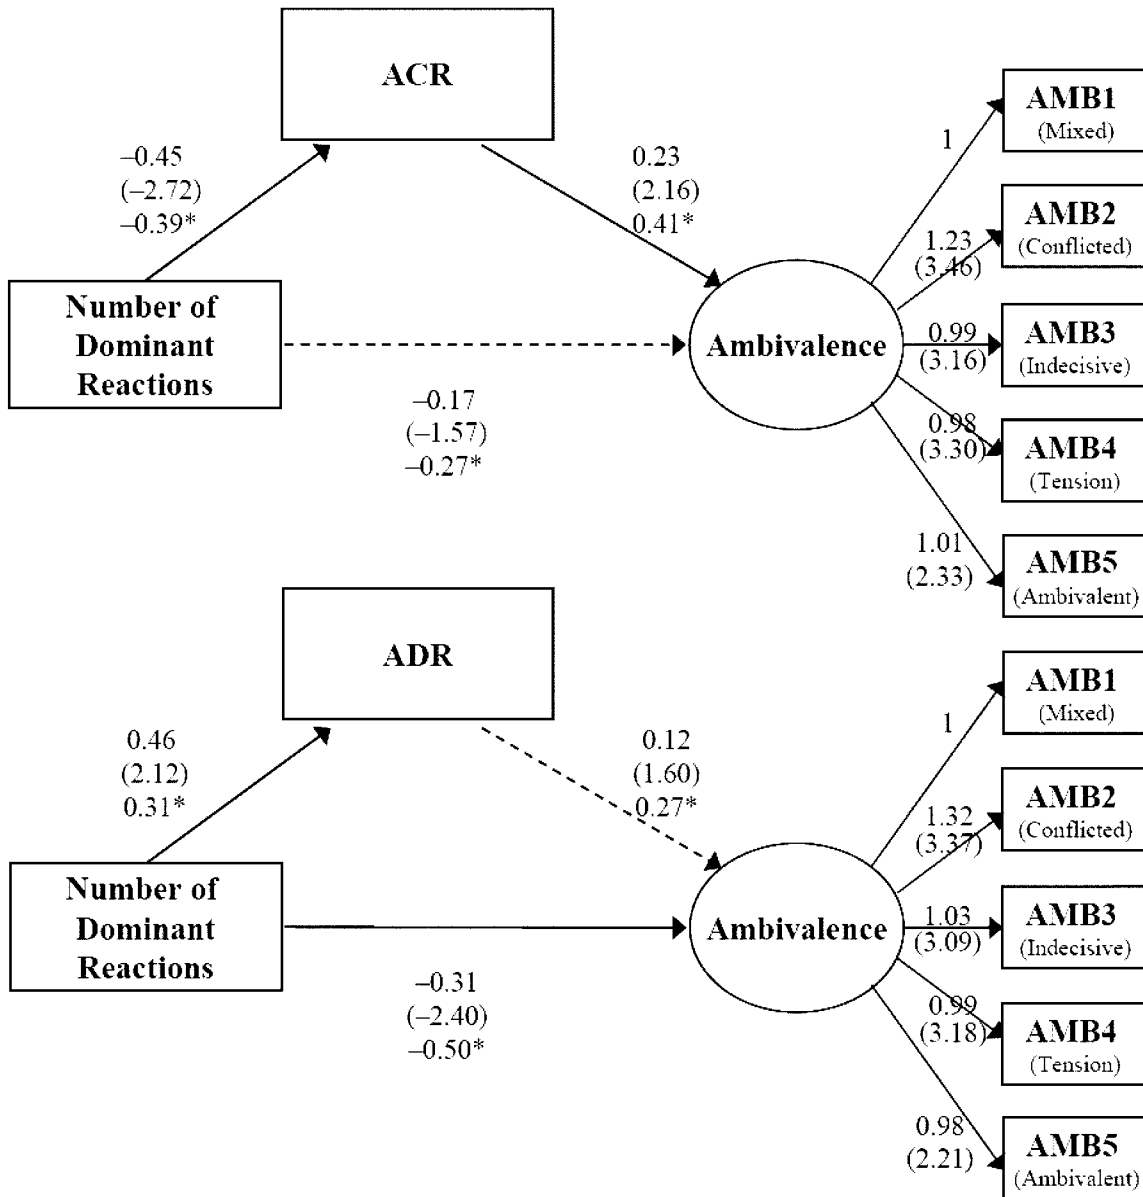 ACR
–0.45
(–2.72)
–0.39*
0.23
(2.16)
0.41*
Number of
Dominant
Reactions
–0.17
(–1.57)
–0.27*
Ambivalence
1
1.23
(3.46)
0.99
(3.16)
0.98
(3.30)
1.01
(2.33)
AMB1
(Mixed)
AMB2
(Conflicted)
AMB3
(Indecisive)
AMB4
(Tension)
AMB5
(Ambivalent)
ADR
0.46
(2.12)
0.31*
0.12
(1.60)
0.27*
Number of
Dominant
Reactions
–0.31
(–2.40)
–0.50*
Ambivalence
1
1.32
(3.37)
1.03
(3.09)
0.99
(3.18)
0.98
(2.21)
AMB1
(Mixed)
AMB2
(Conflicted)
AMB3
(Indecisive)
AMB4
(Tension)
AMB5
(Ambivalent)